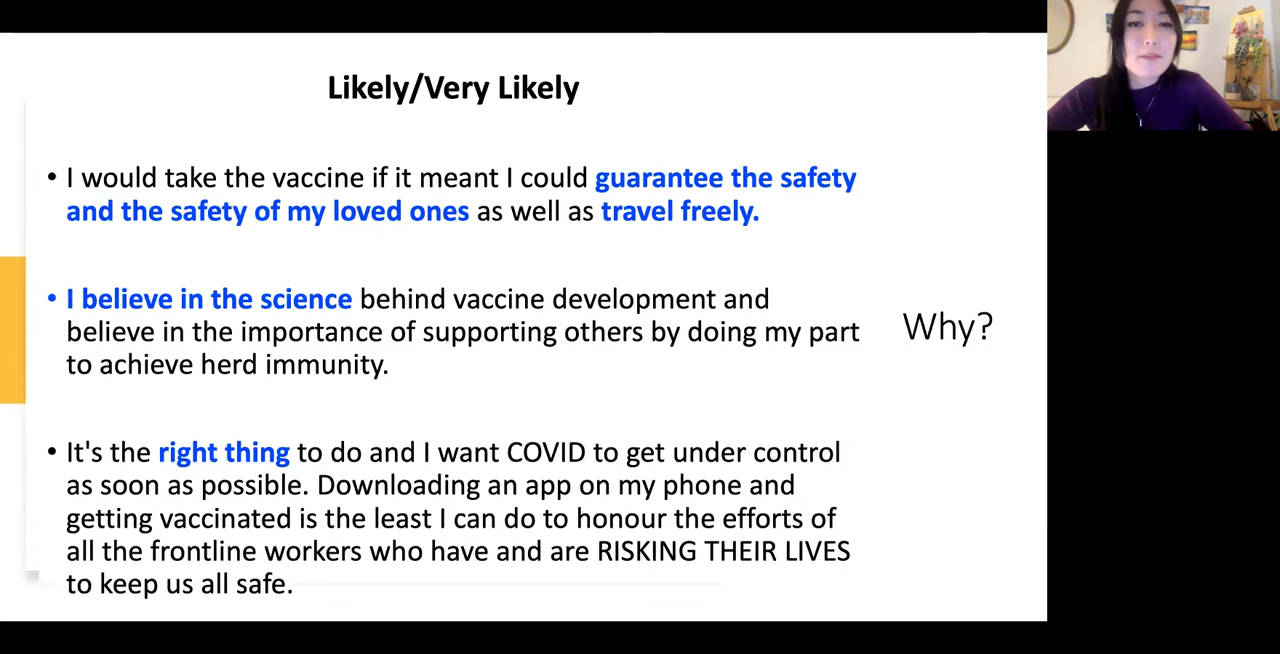 Likely/Very Likely
• I would take the vaccine if it meant I could guarantee the safety
and the safety of my loved ones as well as travel freely.
• I believe in the science behind vaccine development and
believe in the importance of supporting others by doing my part
to achieve herd immunity.
Why?
• It's the right thing to do and I want COVID to get under control
as soon as possible. Downloading an app on my phone and
getting vaccinated is the least I can do to honour the efforts of
all the frontline workers who have and are RISKING THEIR LIVES
to keep us all safe.